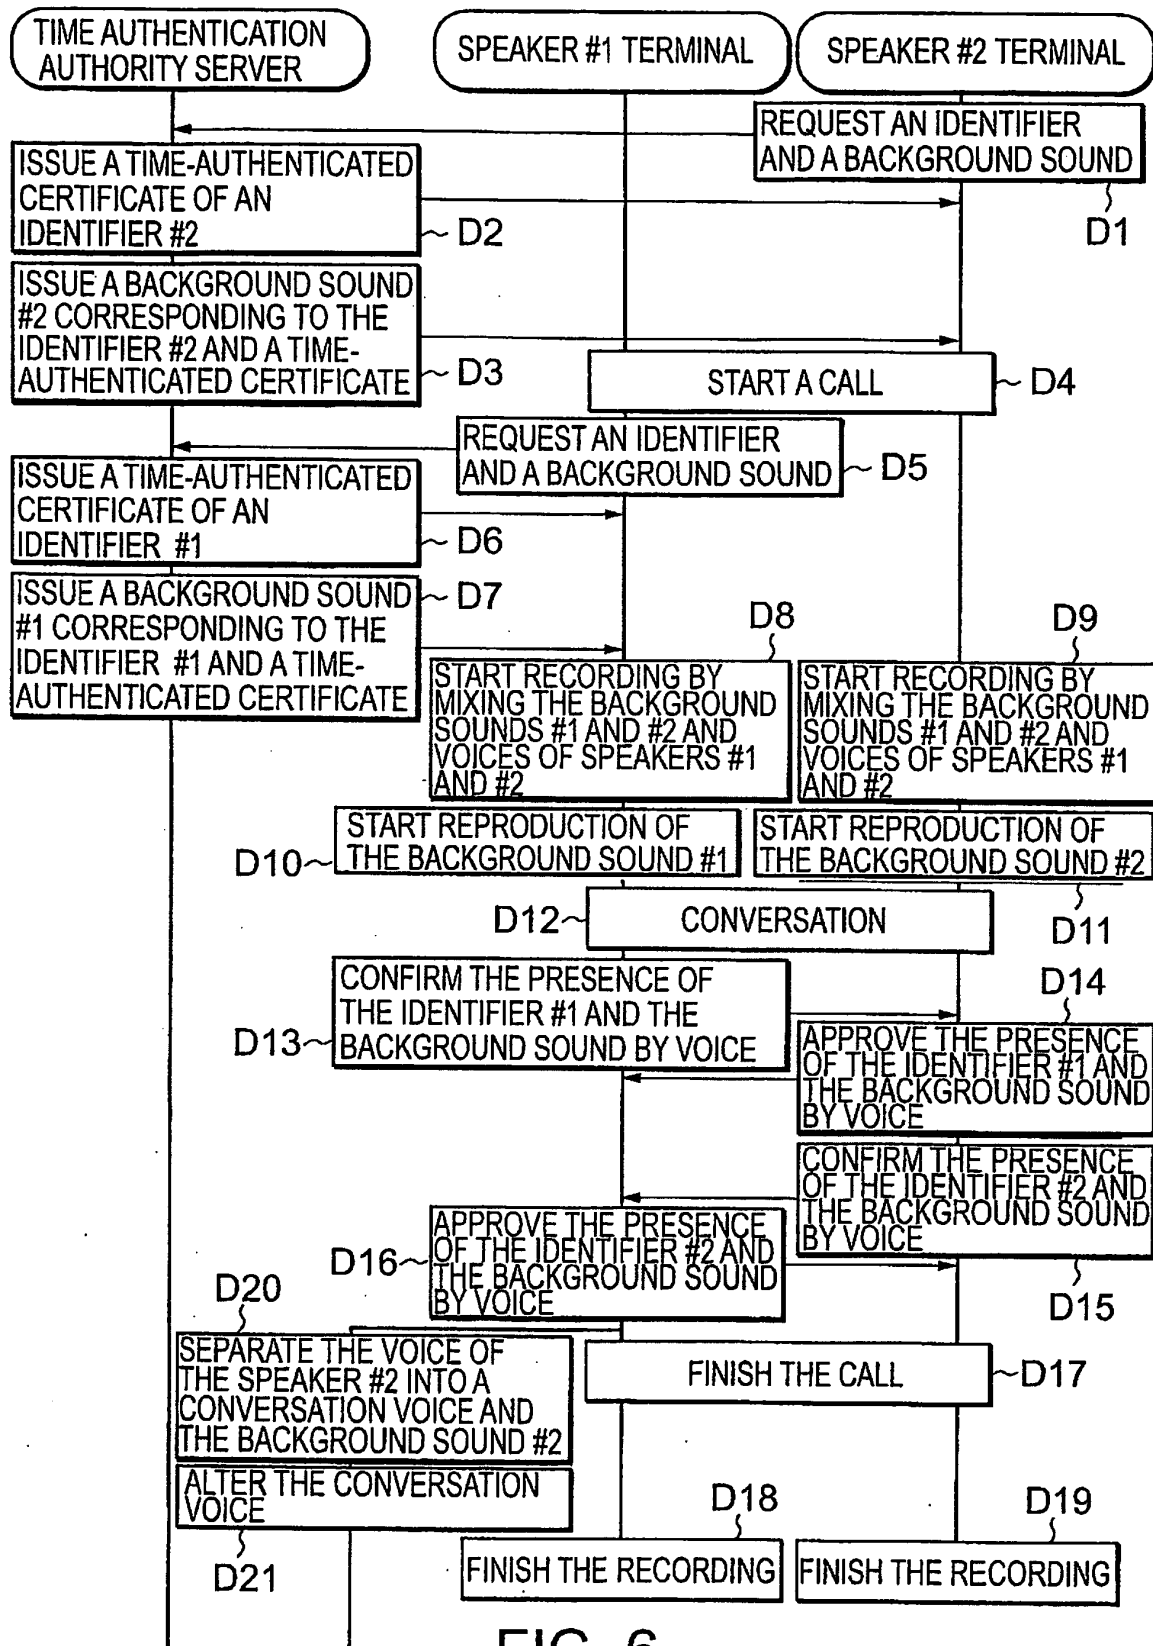 TIME AUTHENTICATION
AUTHORITY SERVER
SPEAKER #1 TERMINAL
SPEAKER #2 TERMINAL
REQUEST AN IDENTIFIER
AND A BACKGROUND SOUND
D1
ISSUE A TIME-AUTHENTICATED
CERTIFICATE OF AN
IDENTIFIER #2
D2
ISSUE A BACKGROUND SOUND
#2 CORRESPONDING TO THE
IDENTIFIER #2 AND A TIME-
AUTHENTICATED CERTIFICATE
D3
START A CALL
D4
REQUEST AN IDENTIFIER
AND A BACKGROUND SOUND
D5
ISSUE A TIME-AUTHENTICATED
CERTIFICATE OF AN
IDENTIFIER #1
D6
ISSUE A BACKGROUND SOUND
#1 CORRESPONDING TO THE
IDENTIFIER #1 AND A TIME-
AUTHENTICATED CERTIFICATE
D7
D8
START RECORDING BY
MIXING THE BACKGROUND
SOUNDS #1 AND #2 AND
VOICES OF SPEAKERS #1
AND #2
D9
START RECORDING BY
MIXING THE BACKGROUND
SOUNDS #1 AND #2 AND
VOICES OF SPEAKERS #1
AND #2
START REPRODUCTION OF
THE BACKGROUND SOUND #1
D10
START REPRODUCTION OF
THE BACKGROUND SOUND #2
D11
D12
CONVERSATION
CONFIRM THE PRESENCE OF
THE IDENTIFIER #1 AND THE
BACKGROUND SOUND BY VOICE
D13
D14
APPROVE THE PRESENCE
OF THE IDENTIFIER #1 AND
THE BACKGROUND SOUND
BY VOICE
CONFIRM THE PRESENCE
OF THE IDENTIFIER #2 AND
THE BACKGROUND SOUND
BY VOICE
D15
APPROVE THE PRESENCE
OF THE IDENTIFIER #2 AND
THE BACKGROUND SOUND
BY VOICE
D16
D20
SEPARATE THE VOICE OF
THE SPEAKER #2 INTO A
CONVERSATION VOICE AND
THE BACKGROUND SOUND #2
FINISH THE CALL
D17
ALTER THE CONVERSATION
VOICE
D21
D18
FINISH THE RECORDING
D19
FINISH THE RECORDING
FIG. 6